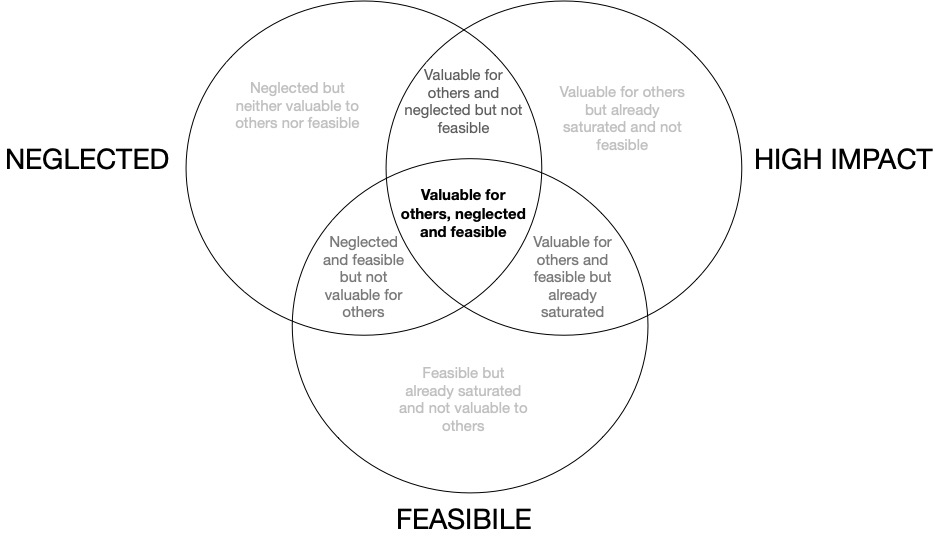 Neglected but
neither valuable to
others nor feasible
Valuable for
others and
neglected but not
feasible
Valuable for others
but already
saturated and not
feasible
NEGLECTED
HIGH IMPACT
Valuable for
others, neglected
and feasible
Neglected
and feasible
but not
valuable for
others
Valuable for
others and
feasible but
already
saturated
Feasible but
already saturated
and not valuable to
others
FEASIBILE